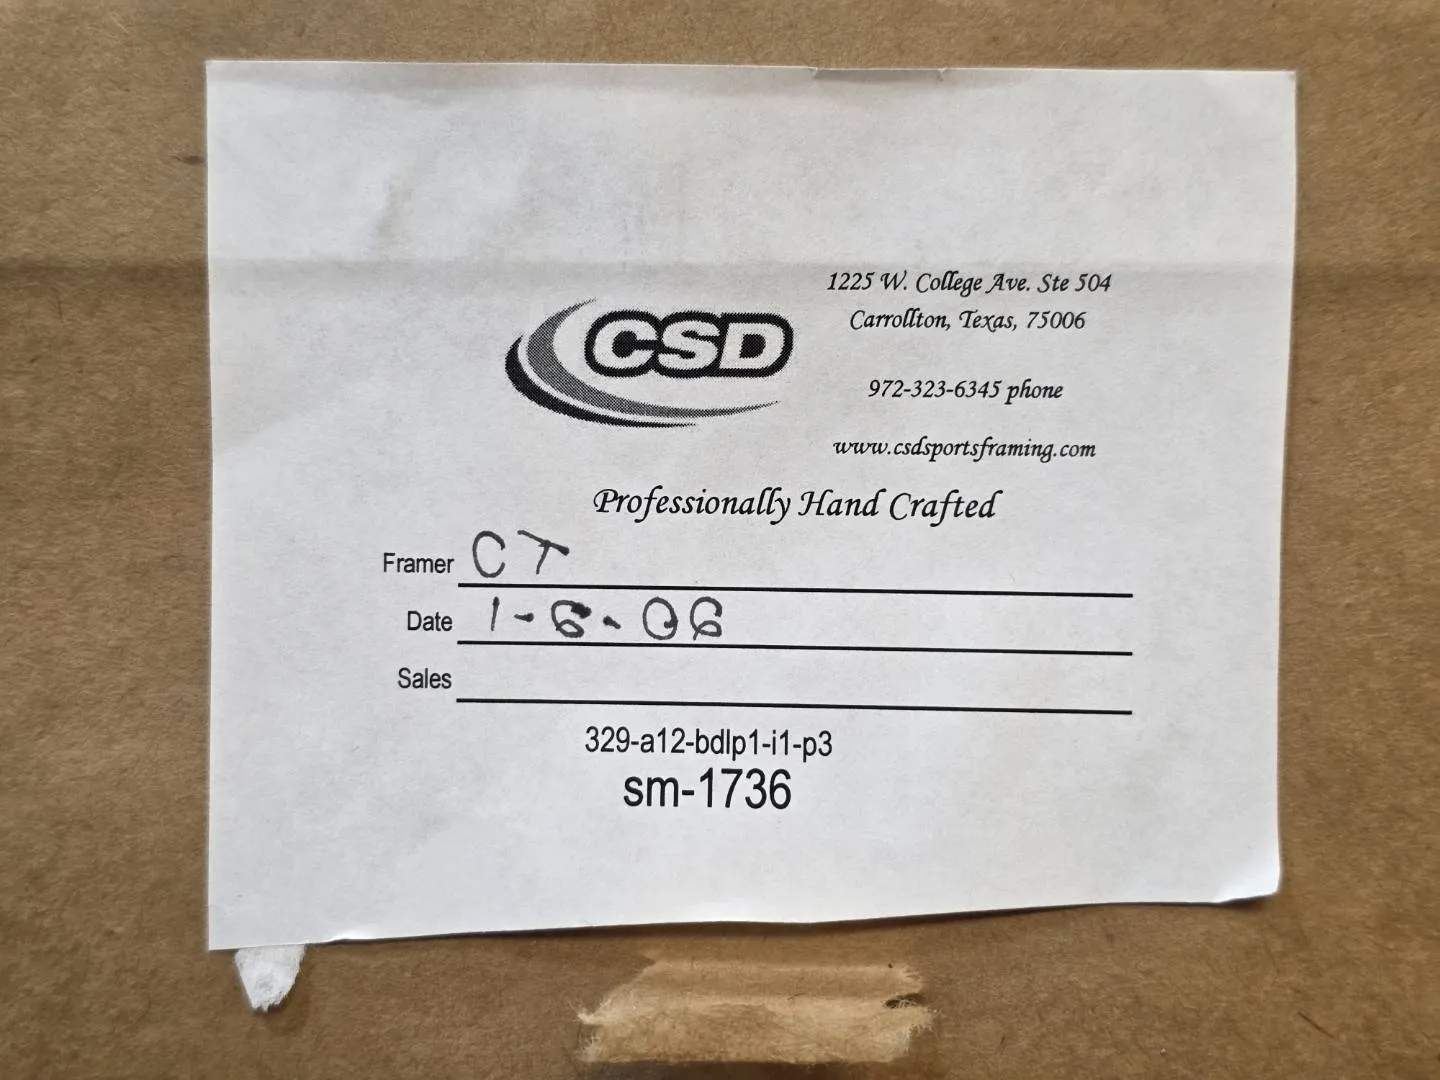 CSD
1225 W. College Ave. Ste 504
Carrollton, Texas, 75006
972-323-6345 phone
www.csdsportsframing.com
Professionally Hand Crafted
Framer CT
Date 1-6-06
Sales
329-a12-bdlp1-i1-p3
sm-1736